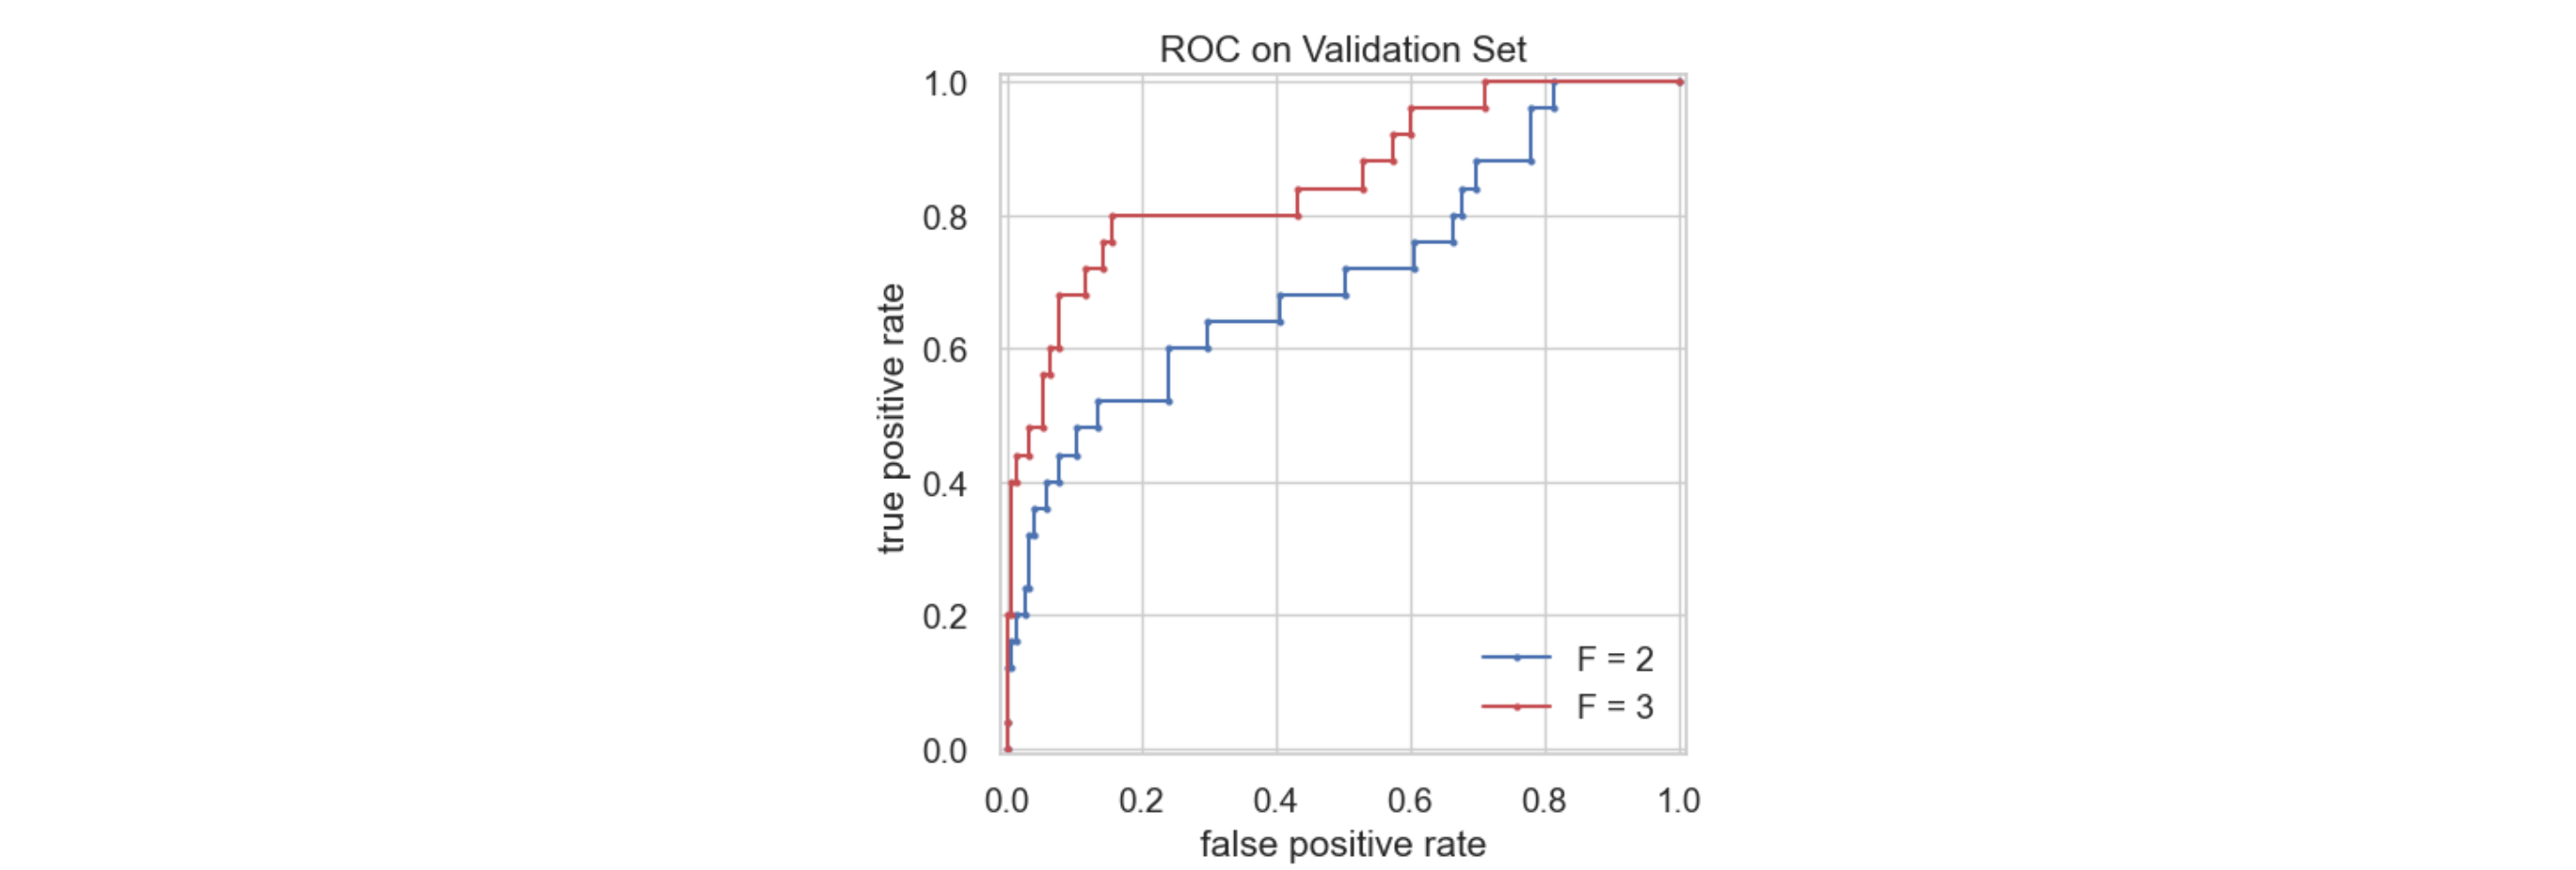 ROC on Validation Set
1.0
0.8
0.6
0.4
0.2
0.0
true positive rate
F = 2
F = 3
0.0 0.2 0.4 0.6 0.8 1.0
false positive rate